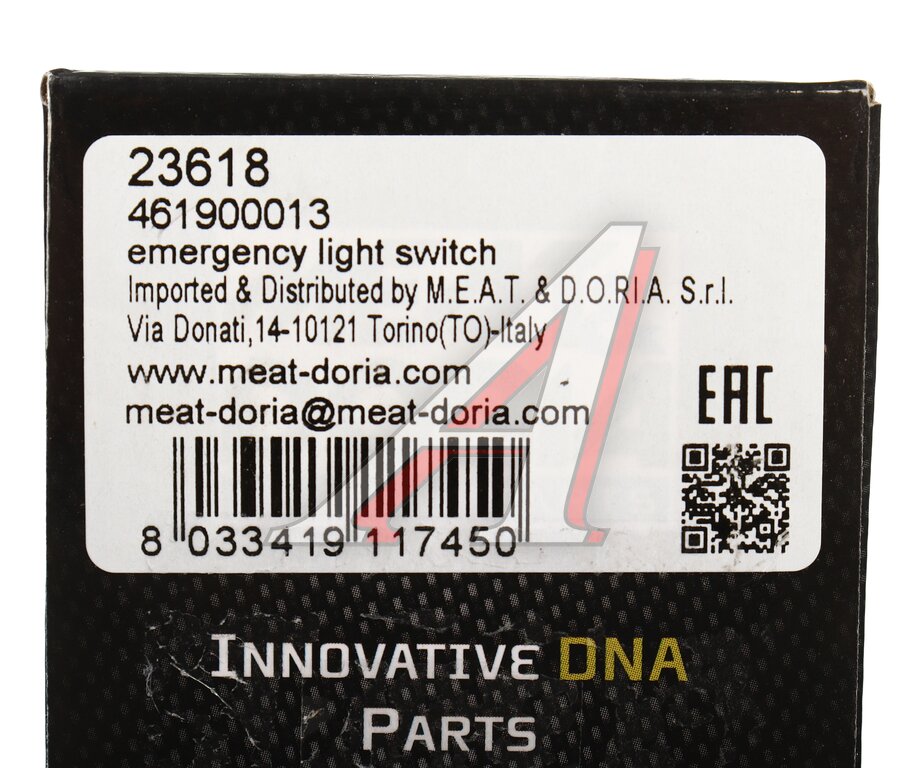 23618
461900013
emergency light switch
Imported & Distributed by M.E.A.T. & D.O.RI.A. S.r.l.
Via Donati,14-10121 Torino(TO)-Italy
www.meat-doria.com
meat-doria@meat-doria.com
EAC
8 033419 117450
INNOVATIVE DNA
PARTS